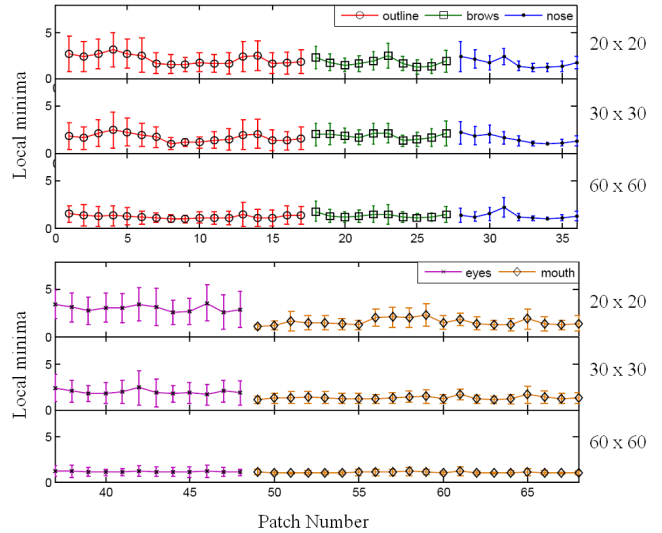 outline brows nose
5
0
20 x 20
5
0
30 x 30
5
0
60 x 60
Local minima
0 5 10 15 20 25 30 35
eyes mouth
5
0
20 x 20
5
0
30 x 30
5
0
60 x 60
Local minima
40 45 50 55 60 65
Patch Number